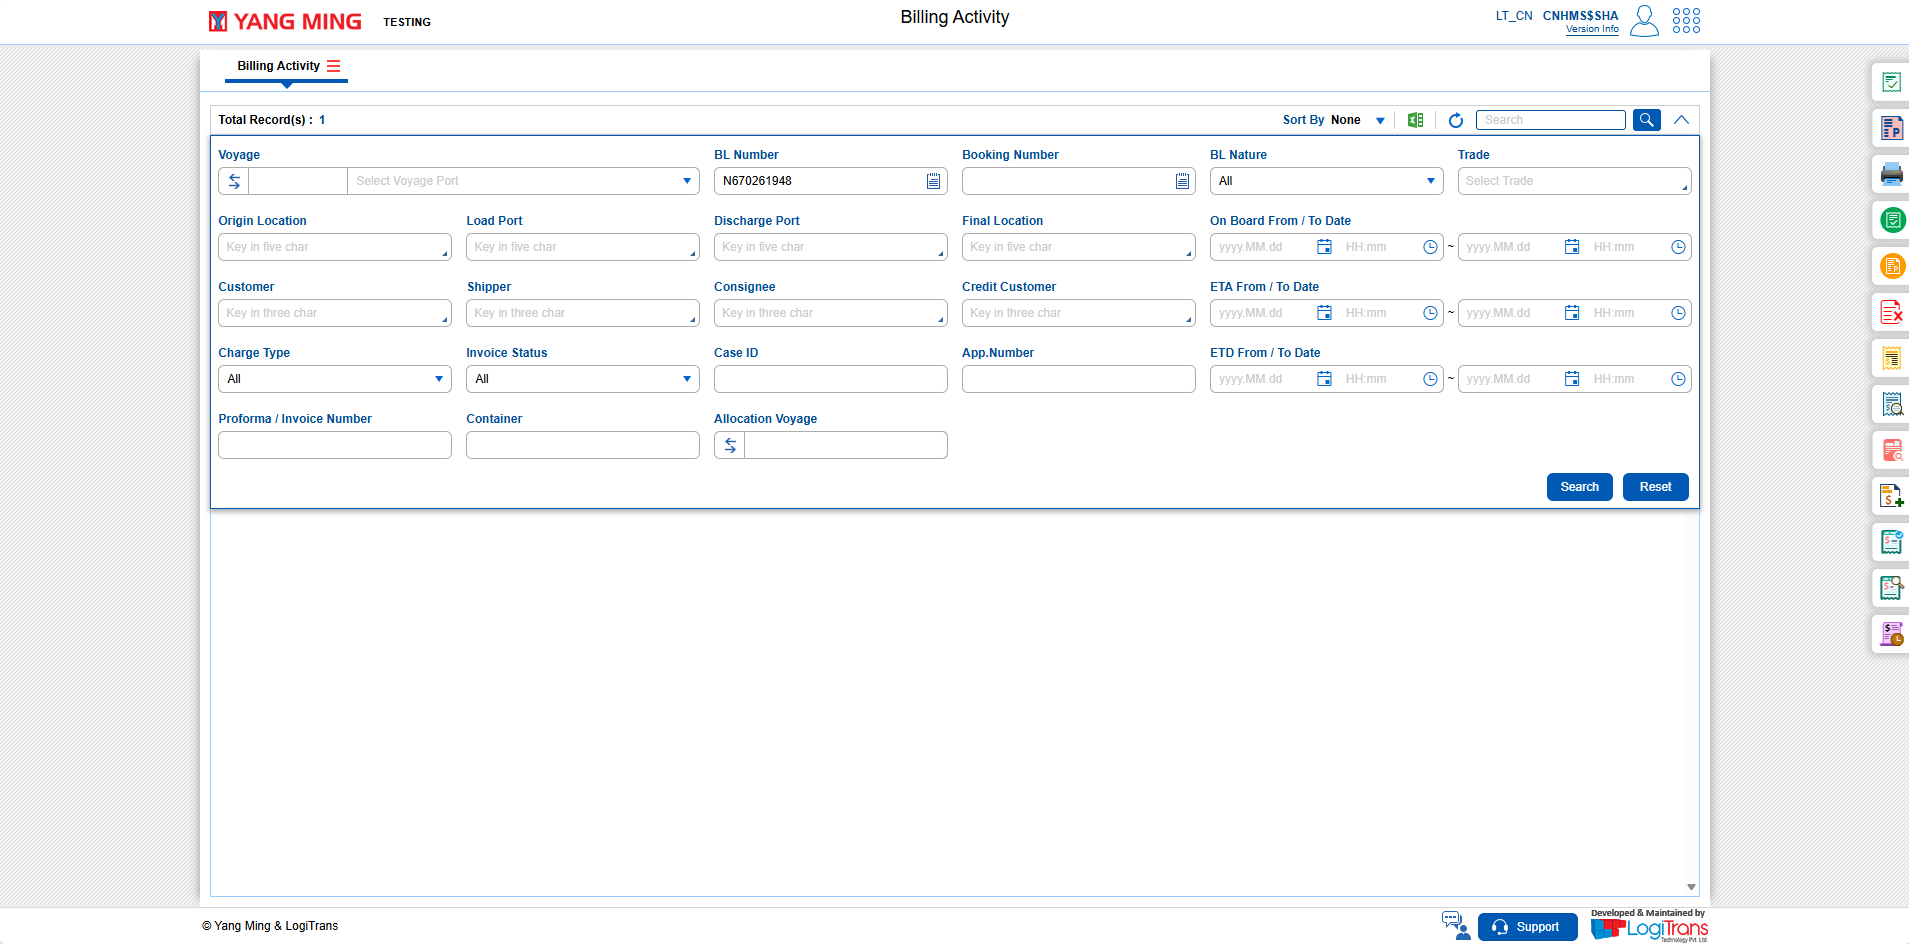 YANG MING TESTING
Billing Activity
LT_CN CNHMS$SHA
Version Info
Billing Activity
Total Record(s) : 1
Sort By None
Search
Voyage BL Number Booking Number BL Nature Trade
Select Voyage Port N670261948 All Select Trade
Origin Location Load Port Discharge Port Final Location On Board From / To Date
Key in five char Key in five char Key in five char Key in five char yyyy.MM.dd HH:mm ~ yyyy.MM.dd HH:mm
Customer Shipper Consignee Credit Customer ETA From / To Date
Key in three char Key in three char Key in three char Key in three char yyyy.MM.dd HH:mm ~ yyyy.MM.dd HH:mm
Charge Type Invoice Status Case ID App.Number ETD From / To Date
All All yyyy.MM.dd HH:mm ~ yyyy.MM.dd HH:mm
Proforma / Invoice Number Container Allocation Voyage
Search Reset
© Yang Ming & LogiTrans
Support
Developed & Maintained by
LogiTrans
Technology Pvt. Ltd.